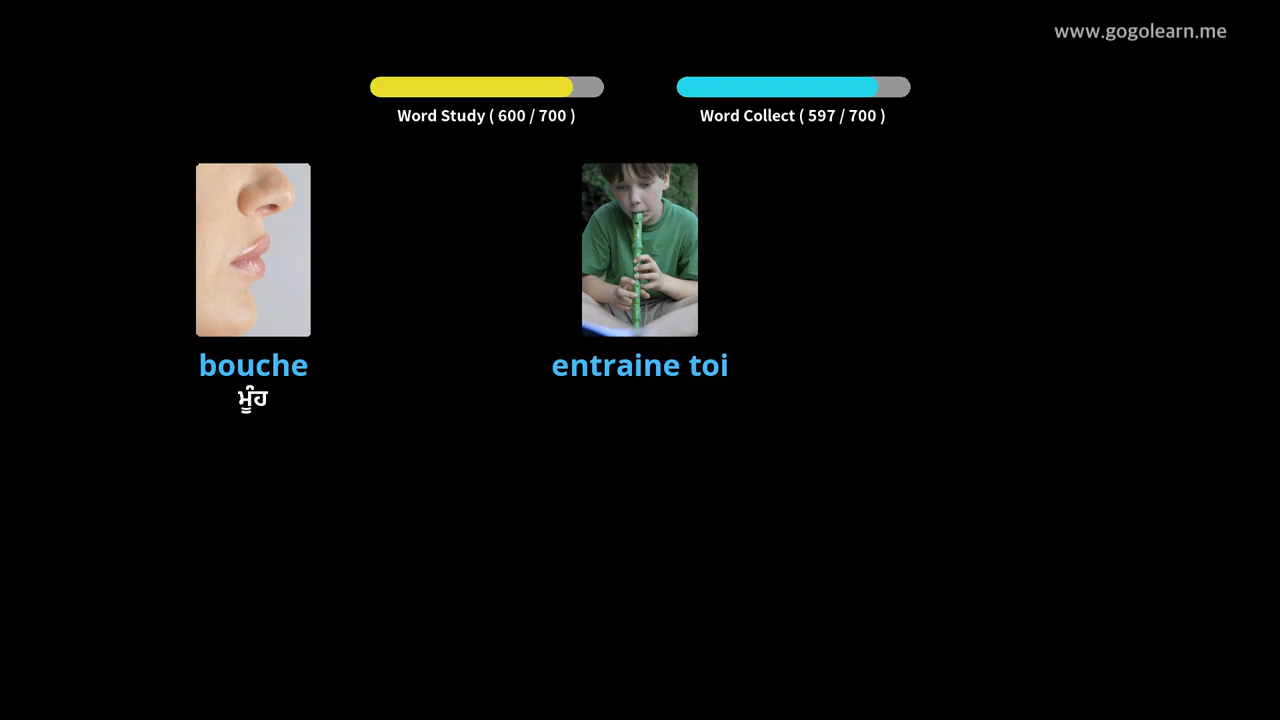 www.gogolearn.me
Word Study ( 600 / 700 )
Word Collect ( 597 / 700 )
bouche
entraine toi
ਮੂੰਹ